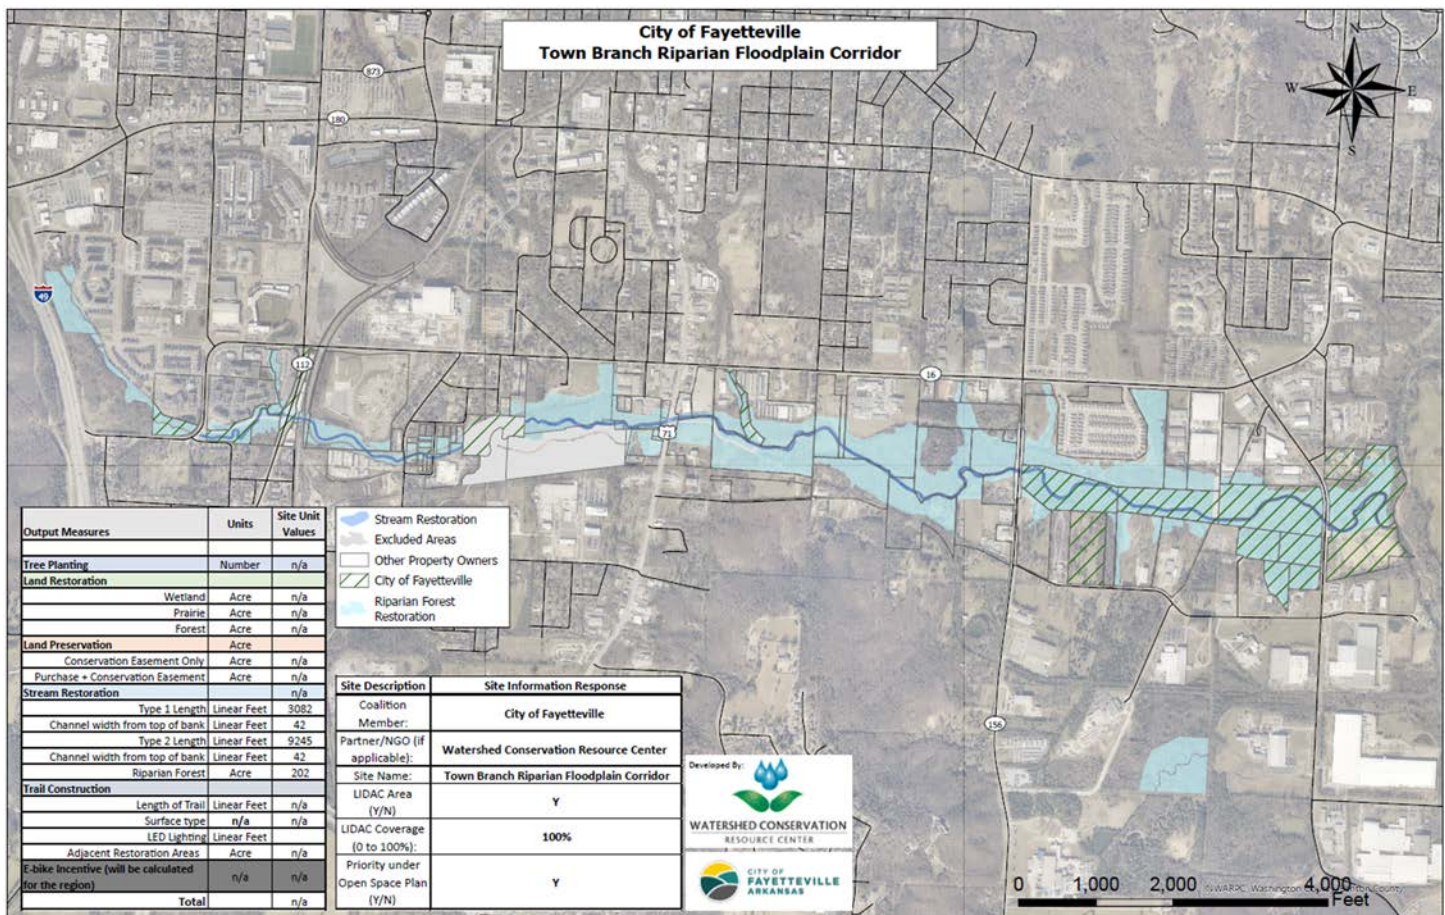 City of Fayetteville
Town Branch Riparian Floodplain Corridor
N
W
E
S
873
180
49
112
16
71
156
Output Measures Units Site Unit Values
Tree Planting Number n/a
Land Restoration
Wetland Acre n/a
Prairie Acre n/a
Forest Acre n/a
Land Preservation Acre
Conservation Easement Only Acre n/a
Purchase + Conservation Easement Acre n/a
Stream Restoration n/a
Type 1 Length Linear Feet 3082
Channel width from top of bank Linear Feet 42
Type 2 Length Linear Feet 9245
Channel width from top of bank Linear Feet 42
Riparian Forest Acre 202
Trail Construction
Length of Trail Linear Feet n/a
Surface type n/a n/a
LED Lighting Linear Feet
Adjacent Restoration Areas Acre n/a
E-bike Incentive (will be calculated
for the region) n/a n/a
Total n/a
Stream Restoration
Excluded Areas
Other Property Owners
City of Fayetteville
Riparian Forest
Restoration
Site Description Site Information Response
Coalition
Member: City of Fayetteville
Partner/NGO (if
applicable): Watershed Conservation Resource Center
Site Name: Town Branch Riparian Floodplain Corridor
LIDAC Area
(Y/N) Y
LIDAC Coverage
(0 to 100%): 100%
Priority under
Open Space Plan
(Y/N) Y
Developed By:
WATERSHED CONSERVATION
RESOURCE CENTER
CITY OF
FAYETTEVILLE
ARKANSAS
0 1,000 2,000 4,000
Feet